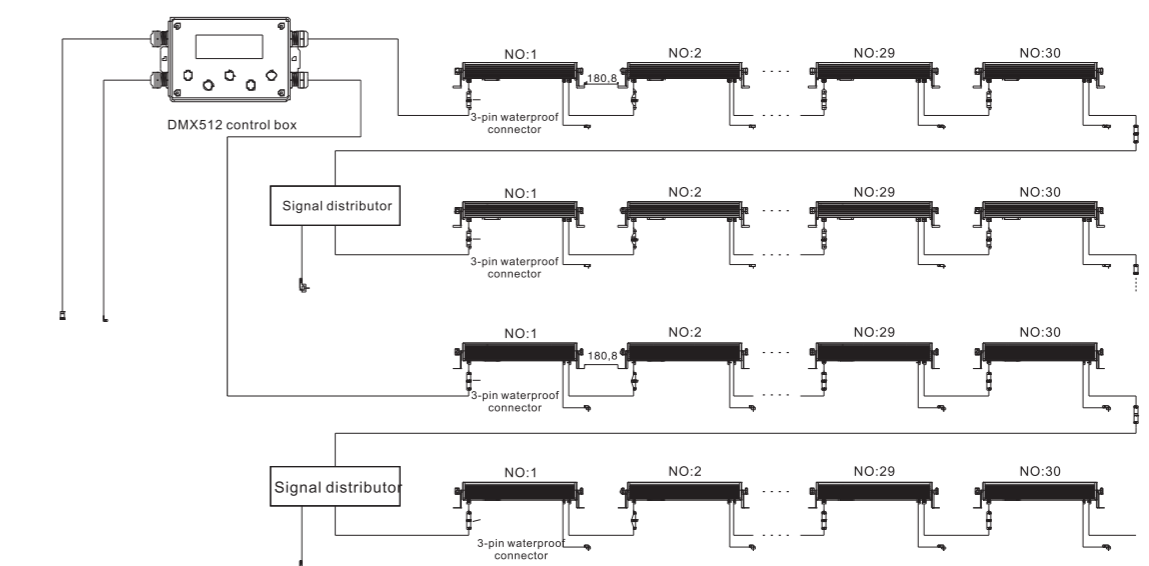 NO:1 NO:2 NO:29 NO:30
180,8
3-pin waterproof
connector
DMX512 control box
Signal distributor
NO:1 NO:2 NO:29 NO:30
3-pin waterproof
connector
NO:1 NO:2 NO:29 NO:30
180,8
3-pin waterproof
connector
Signal distributor
NO:1 NO:2 NO:29 NO:30
3-pin waterproof
connector